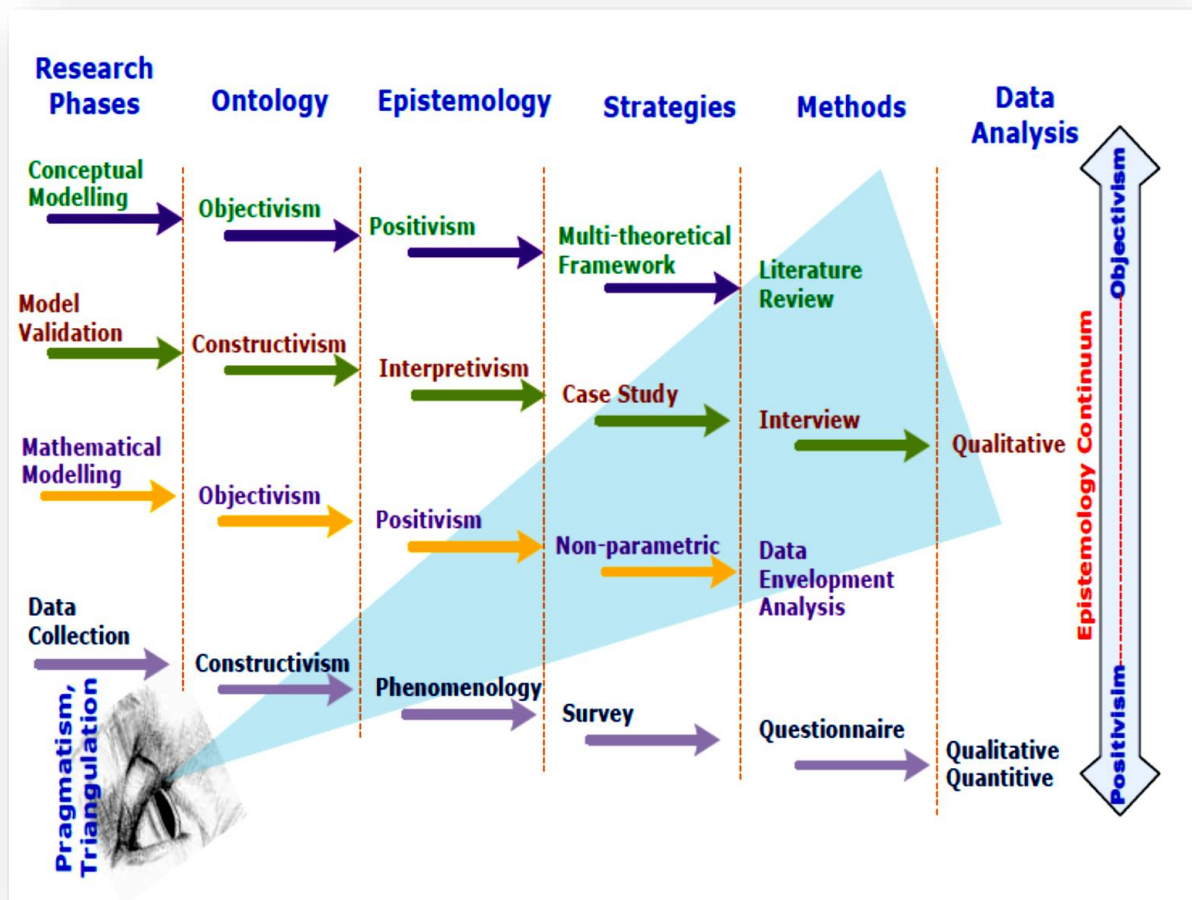 Research
Phases
Ontology
Epistemology
Strategies
Methods
Data
Analysis
Conceptual
Modelling
Objectivism
Positivism
Multi-theoretical
Framework
Literature
Review
Model
Validation
Constructivism
Interpretivism
Case Study
Interview
Qualitative
Mathematical
Modelling
Objectivism
Positivism
Non-parametric
Data
Envelopment
Analysis
Data
Collection
Constructivism
Phenomenology
Survey
Questionnaire
Qualitative
Quantitive
Pragmatism,
Triangulation
Epistemology Continuum
Objectivism
Positivisim